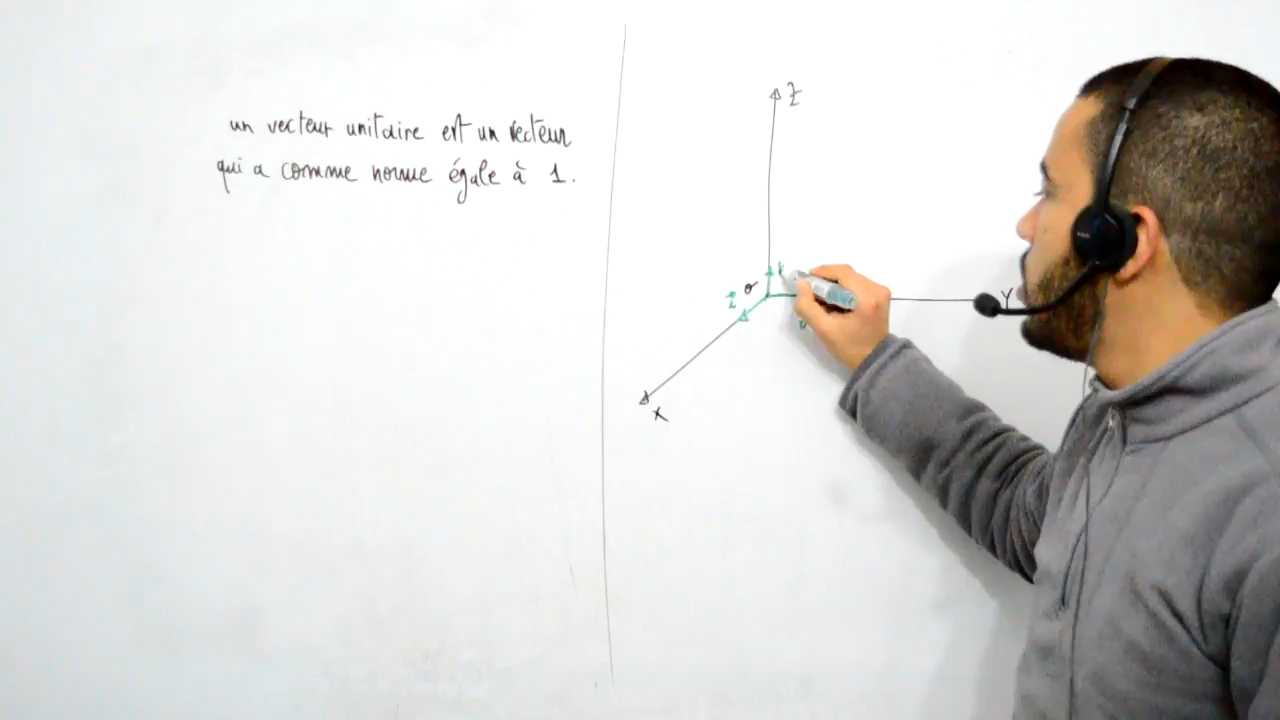 un vecteur unitaire est un vecteur
qui a comme norme égale à 1.
Z
k
i
o
Y
X